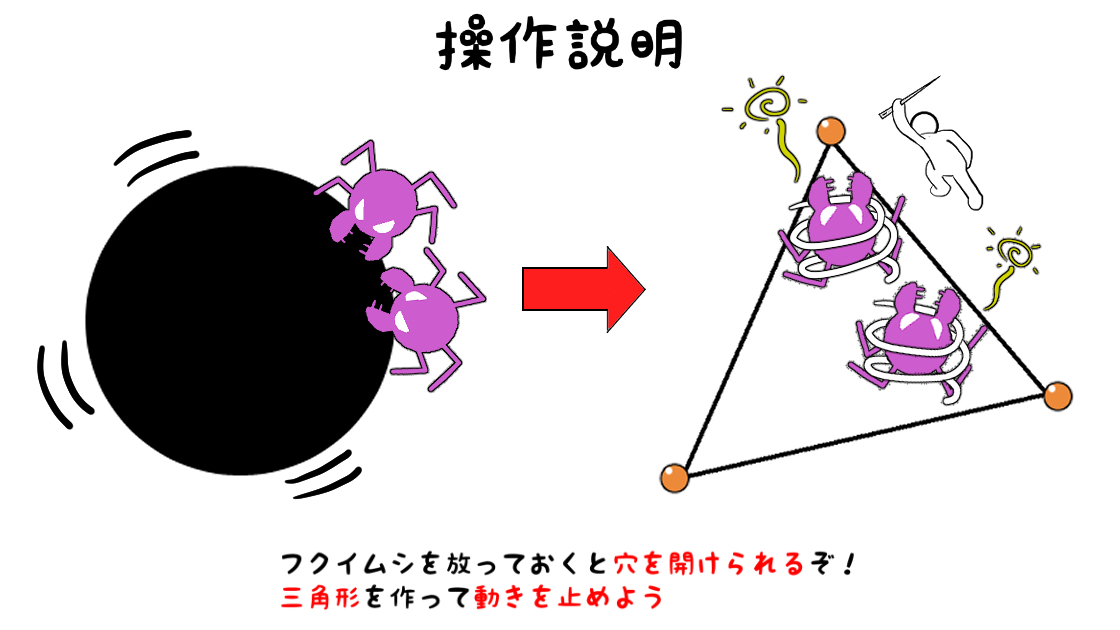 操作説明
フクイムシを放っておくと穴を開けられるぞ！
三角形を作って動きを止めよう